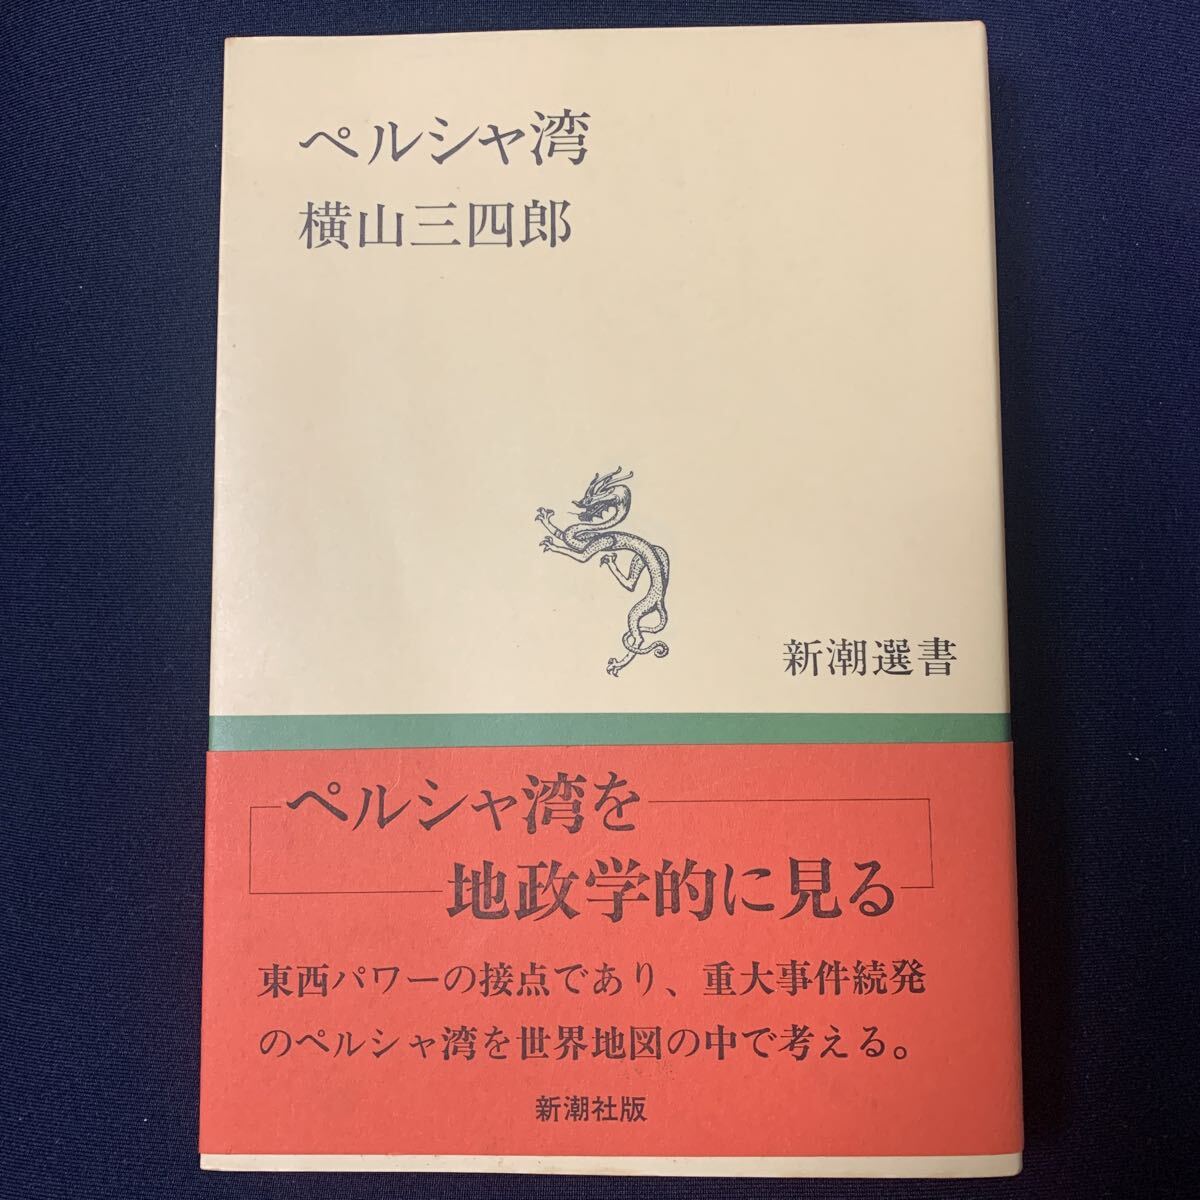 ペルシャ湾
横山三四郎
新潮選書
ペルシャ湾を
地政学的に見る
東西パワーの接点であり、重大事件続発
のペルシャ湾を世界地図の中で考える。
新潮社版